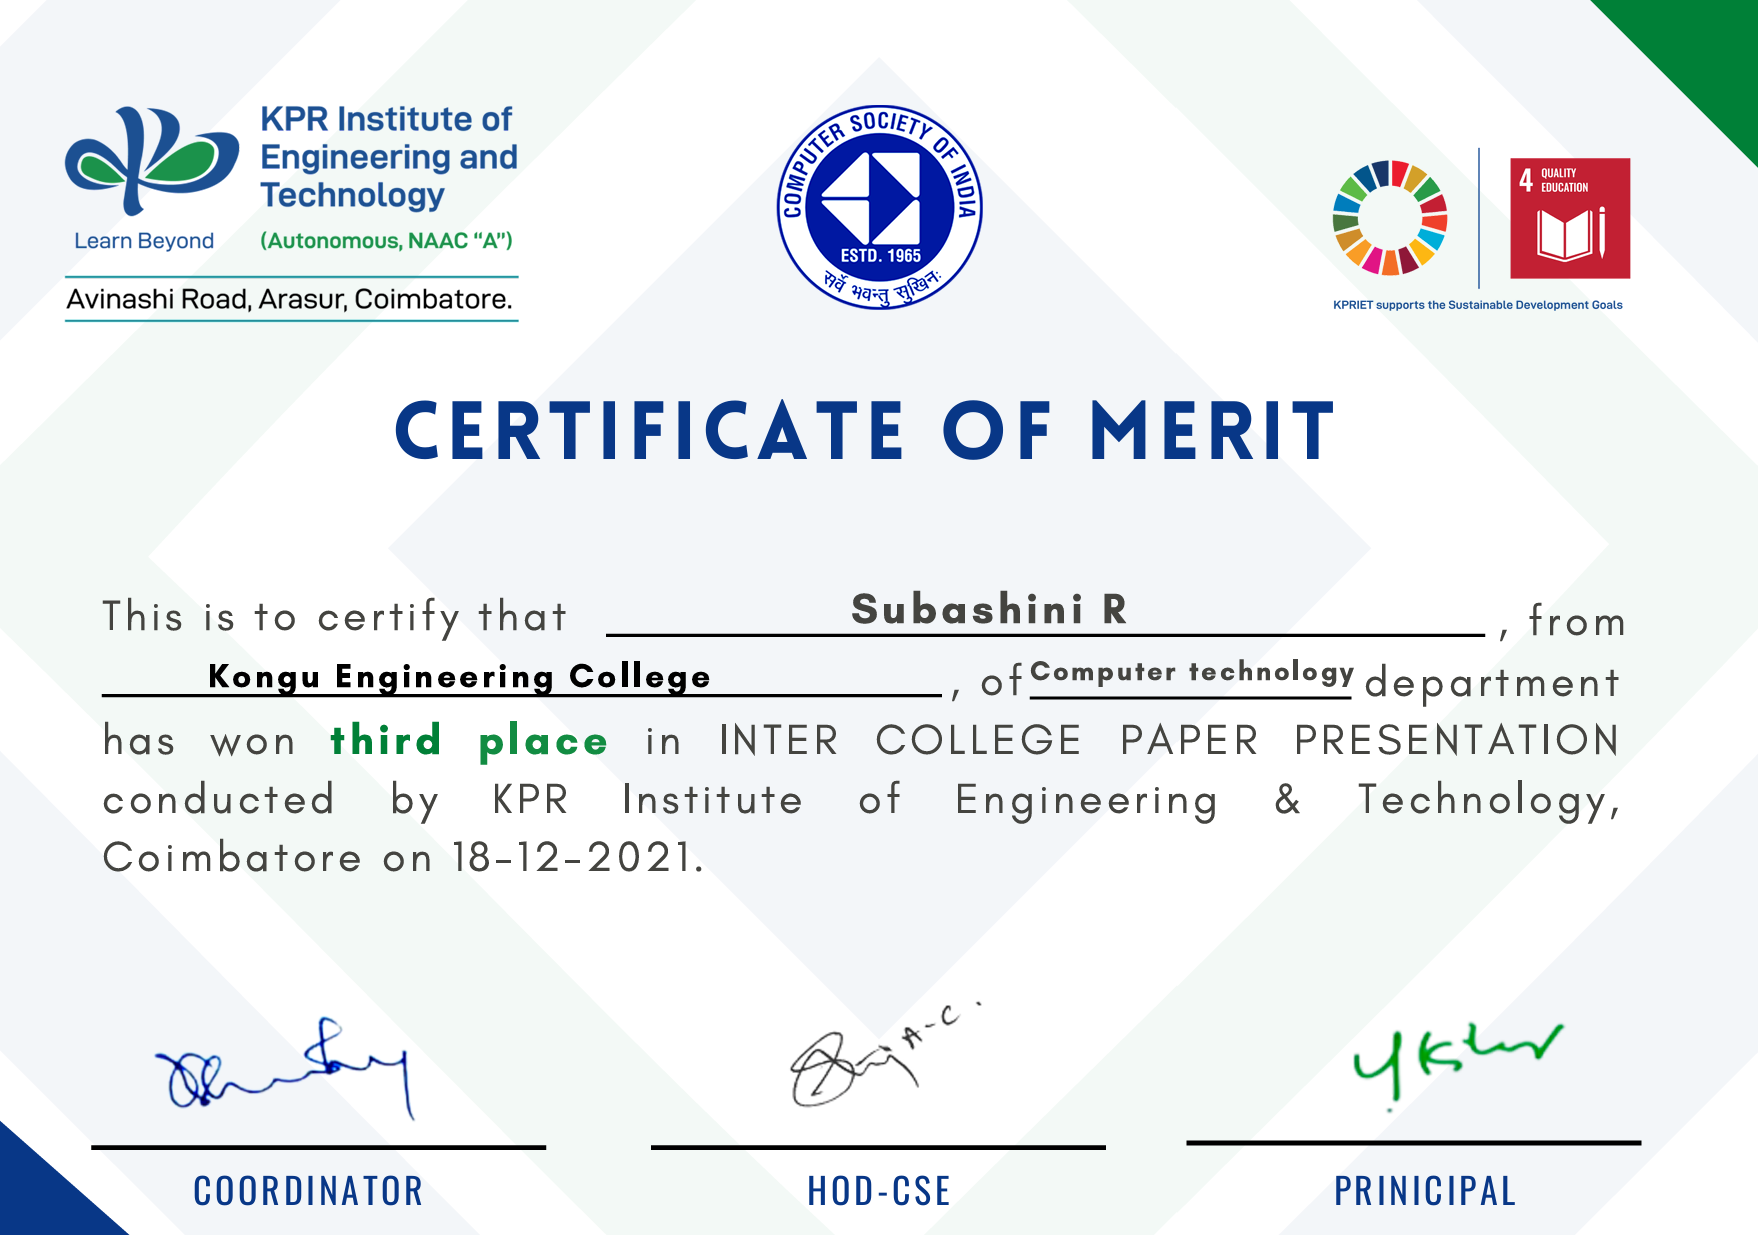 KPR Institute of
Engineering and
Technology
Learn Beyond
(Autonomous, NAAC “A”)
Avinashi Road, Arasur, Coimbatore.
COMPUTER SOCIETY OF INDIA
ESTD. 1965
सर्वे भवन्तु सुखिनः
4 QUALITY
EDUCATION
KPRIET supports the Sustainable Development Goals
CERTIFICATE OF MERIT
This is to certify that Subashini R , from
Kongu Engineering College , of Computer technology department
has won third place in INTER COLLEGE PAPER PRESENTATION
conducted by KPR Institute of Engineering & Technology,
Coimbatore on 18-12-2021.
A-C.
COORDINATOR
HOD-CSE
PRINICIPAL